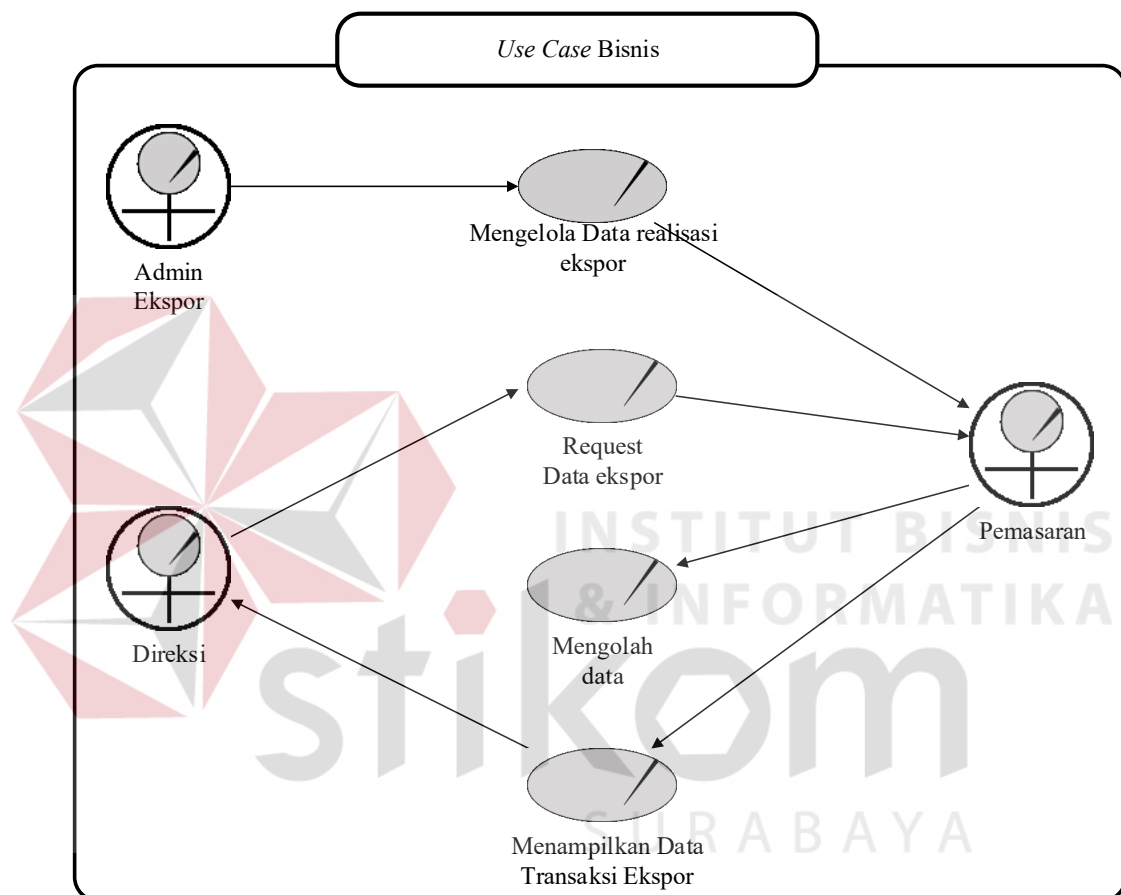 Use Case Bisnis
Admin
Ekspor
Mengelola Data realisasi
ekspor
Request
Data ekspor
Pemasaran
Direksi
Mengolah
data
Menampilkan Data
Transaksi Ekspor
INSTITUT BISNIS
& INFORMATIKA
stikom
SURABAYA